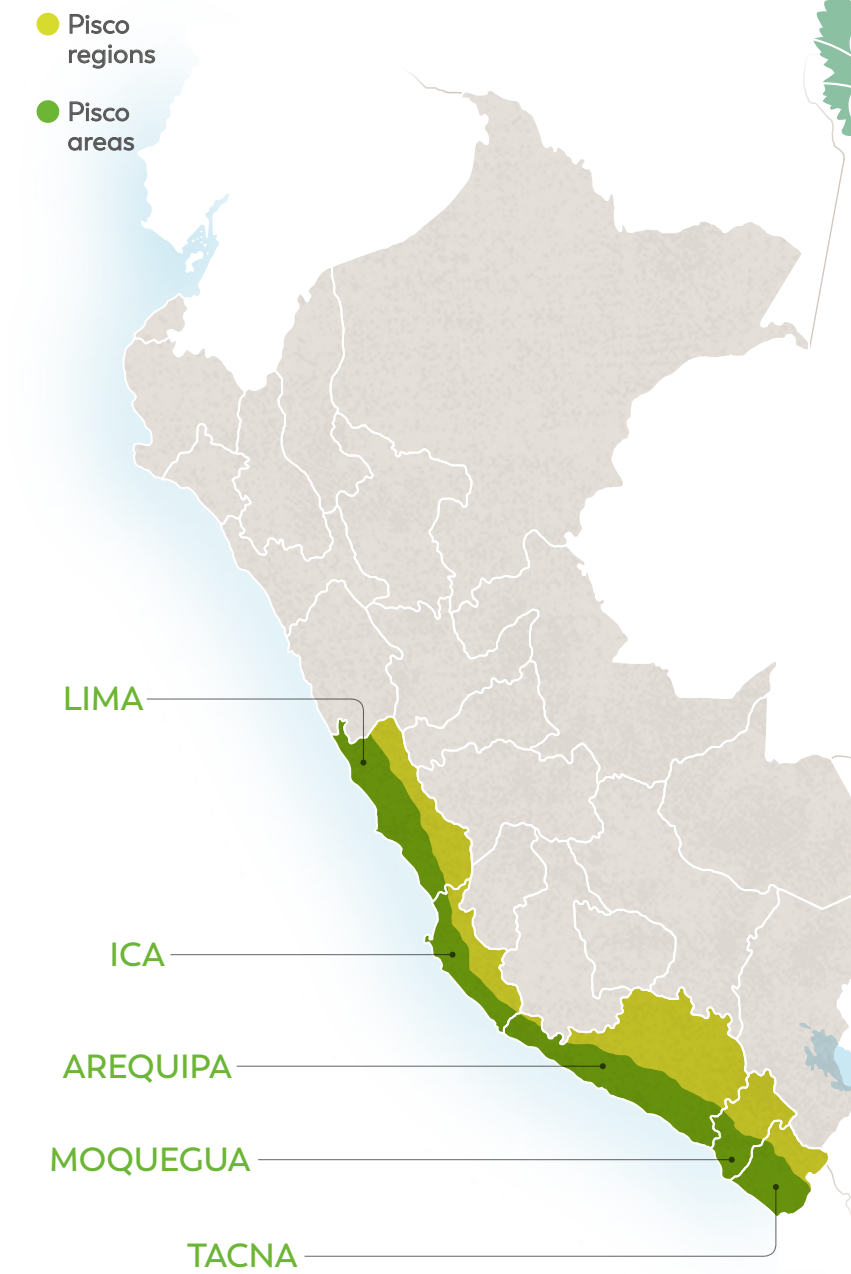 Pisco
regions
Pisco
areas
LIMA
ICA
AREQUIPA
MOQUEGUA
TACNA